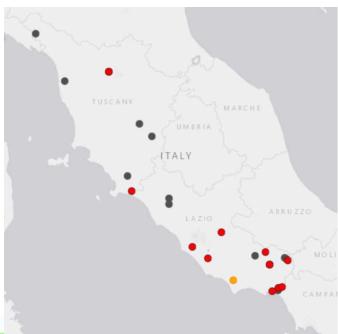 TUSCANY
MARCHE
UMBRIA
ITALY
LAZIO
ABRUZZO
MOLI
CAMPA